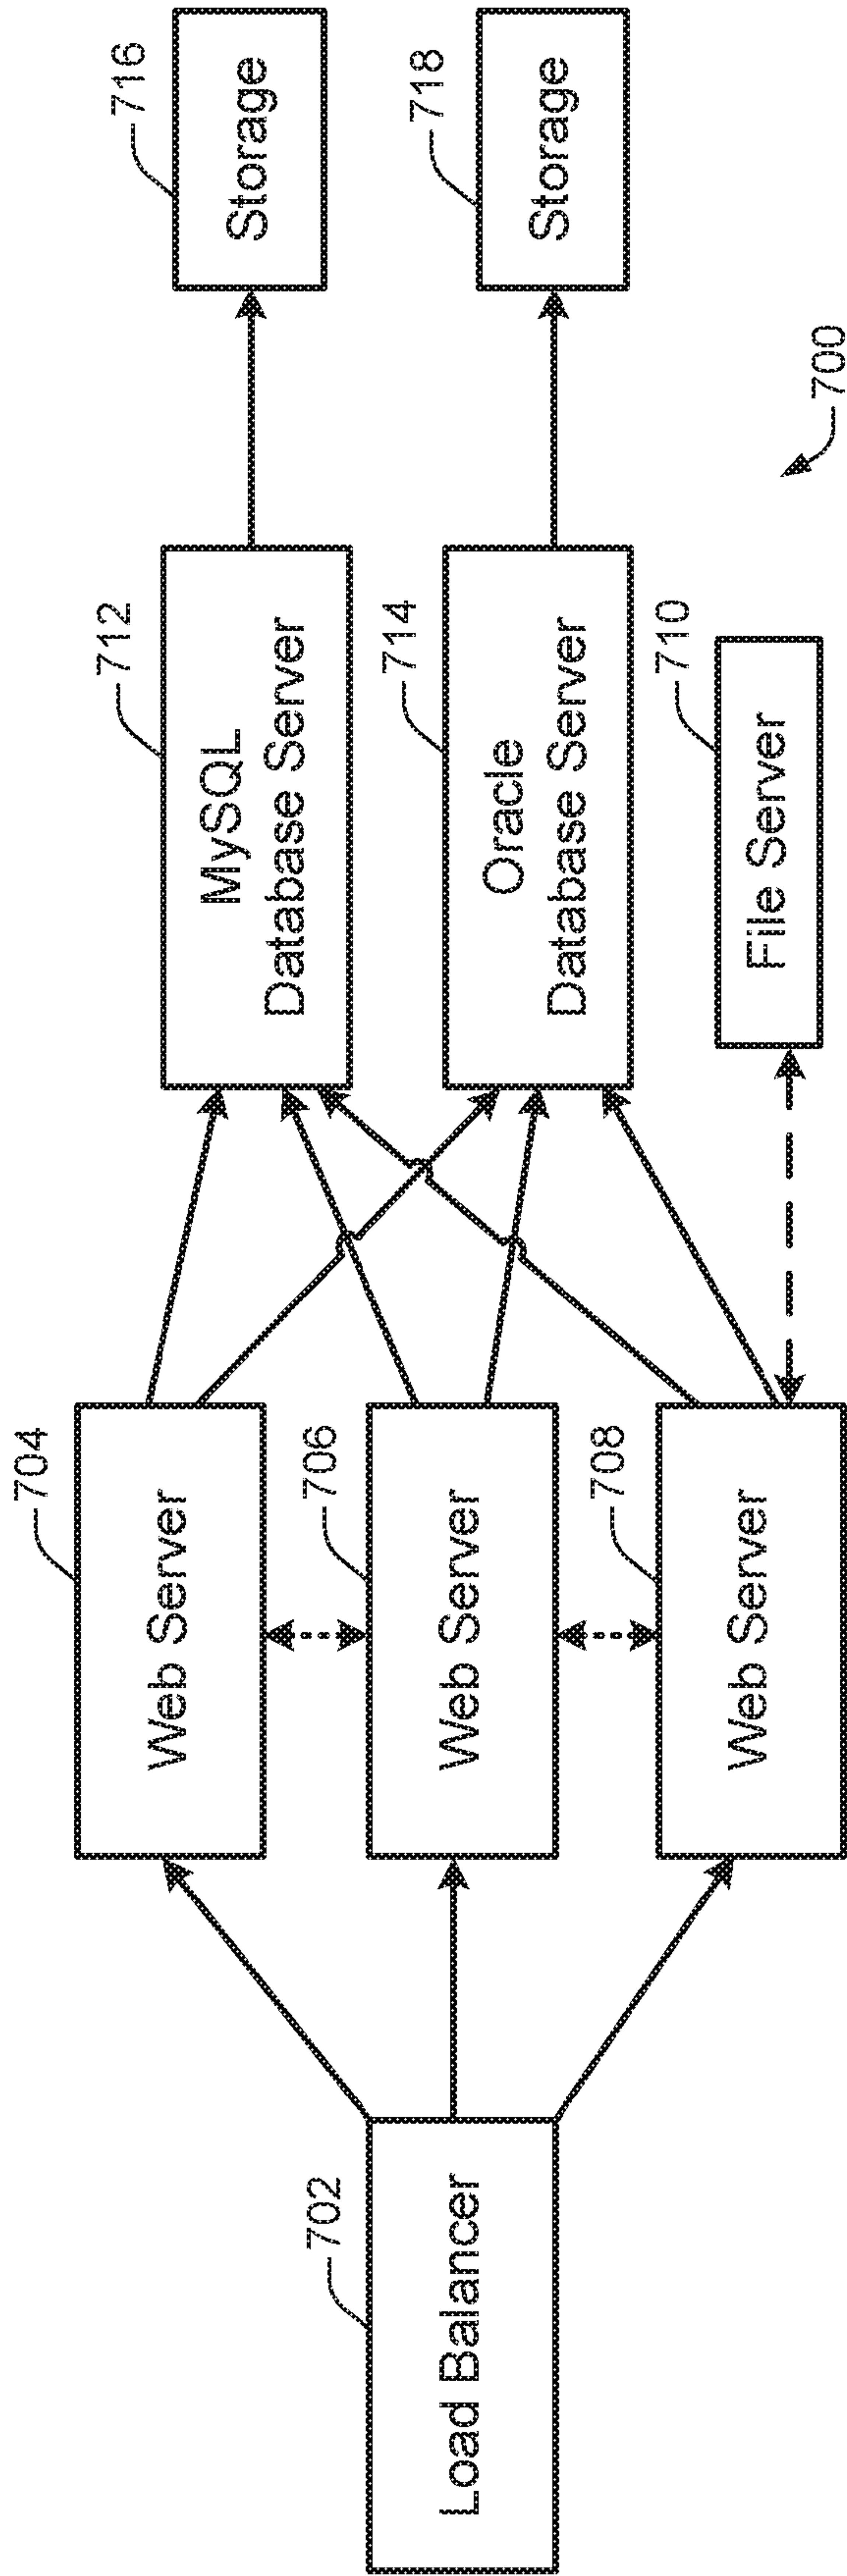 702
Load Balancer
704
Web Server
706
Web Server
708
Web Server
712
MySQL
Database Server
714
Oracle
Database Server
710
File Server
716
Storage
718
Storage
700